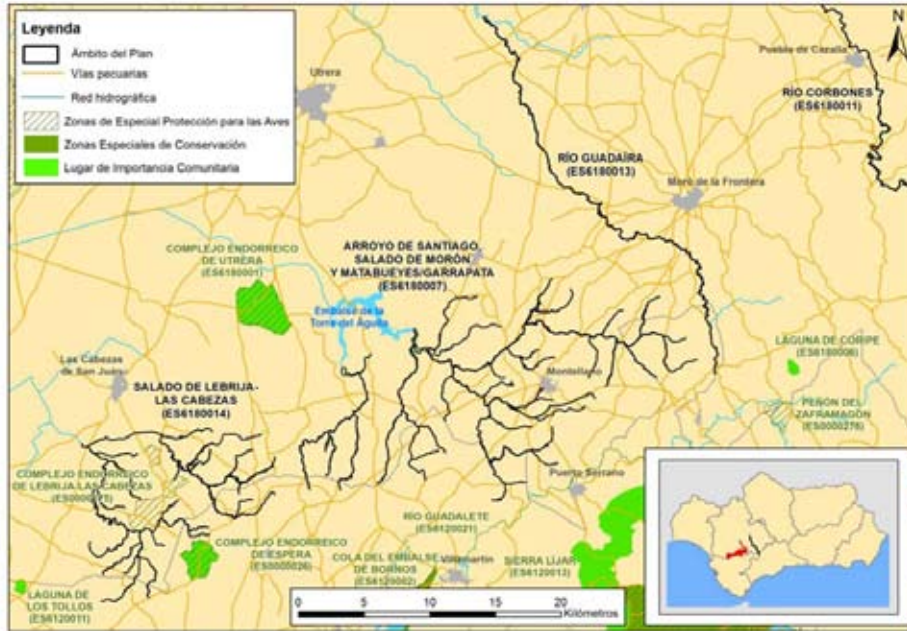 Leyenda
Ámbito del Plan
Vías pecuarias
Red hidrográfica
Zonas de Especial Protección para las Aves
Zonas Especiales de Conservación
Lugar de Importancia Comunitaria
N
Utrera
Puebla de Cazalla
RÍO CORBONES
(ES6180011)
RÍO GUADAÍRA
(ES6180013)
Morón de la Frontera
COMPLEJO ENDORREICO
DE UTRERA
(ES6180001)
ARROYO DE SANTIAGO,
SALADO DE MORÓN
Y MATABUEYES/GARRAPATA
(ES6180007)
Embalse de la
Torre del Águila
LAGUNA DE CORIPE
(ES6180006)
Las Cabezas
de San Juan
Montellano
SALADO DE LEBRIJA-
LAS CABEZAS
(ES6180014)
PEÑÓN DEL
ZAFRAMAGÓN
COMPLEJO ENDORREICO
DE LEBRIJA-LAS CABEZAS
Puerto Serrano
RÍO GUADALETE
(ES6120021)
COMPLEJO ENDORREICO
DE ESPERA
(ES0000026)
COLA DEL EMBALSE
DE BORNOS
(ES6120002)
Villamartín
SIERRA LÍJAR
(ES6120013)
LAGUNA DE
LOS TOLLOS
(ES6120011)
0 5 10 15 20
Kilómetros